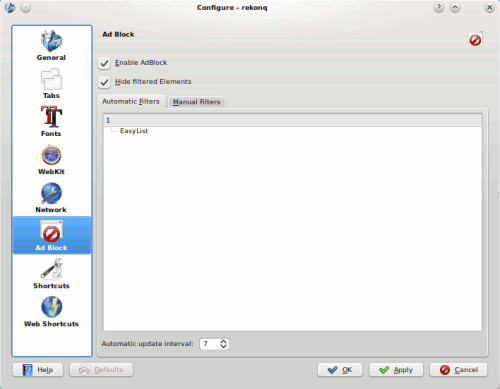 Configure - rekonq
General
Tabs
Fonts
WebKit
Network
Ad Block
Shortcuts
Web Shortcuts
Ad Block
Enable AdBlock
Hide filtered Elements
Automatic Filters
Manual Filters
1
EasyList
Automatic update interval: 7
Help
Defaults
OK
Apply
Cancel